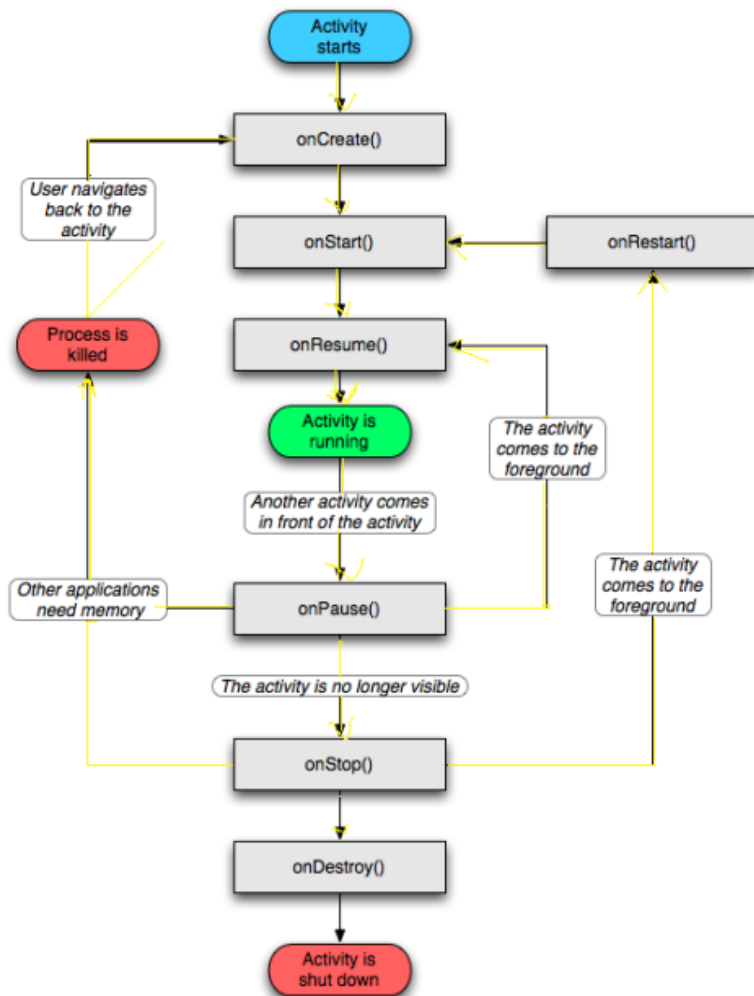 Activity
starts
onCreate()
User navigates
back to the
activity
onStart()
onRestart()
Process is
killed
onResume()
Activity is
running
The activity
comes to the
foreground
Another activity comes
in front of the activity
The activity
comes to the
foreground
Other applications
need memory
onPause()
The activity is no longer visible
onStop()
onDestroy()
Activity is
shut down